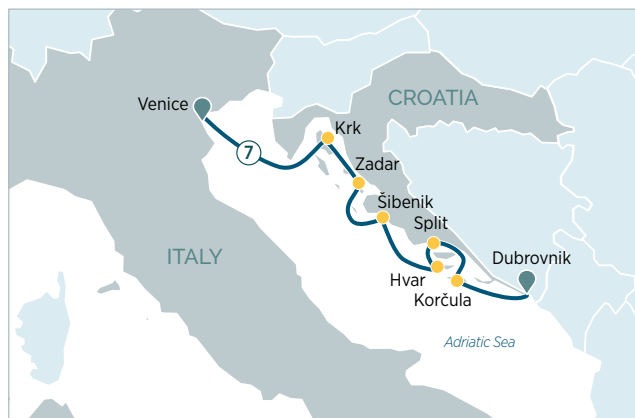 CROATIA
Venice
Krk
7
Zadar
Šibenik
Split
ITALY
Dubrovnik
Hvar
Korčula
Adriatic Sea